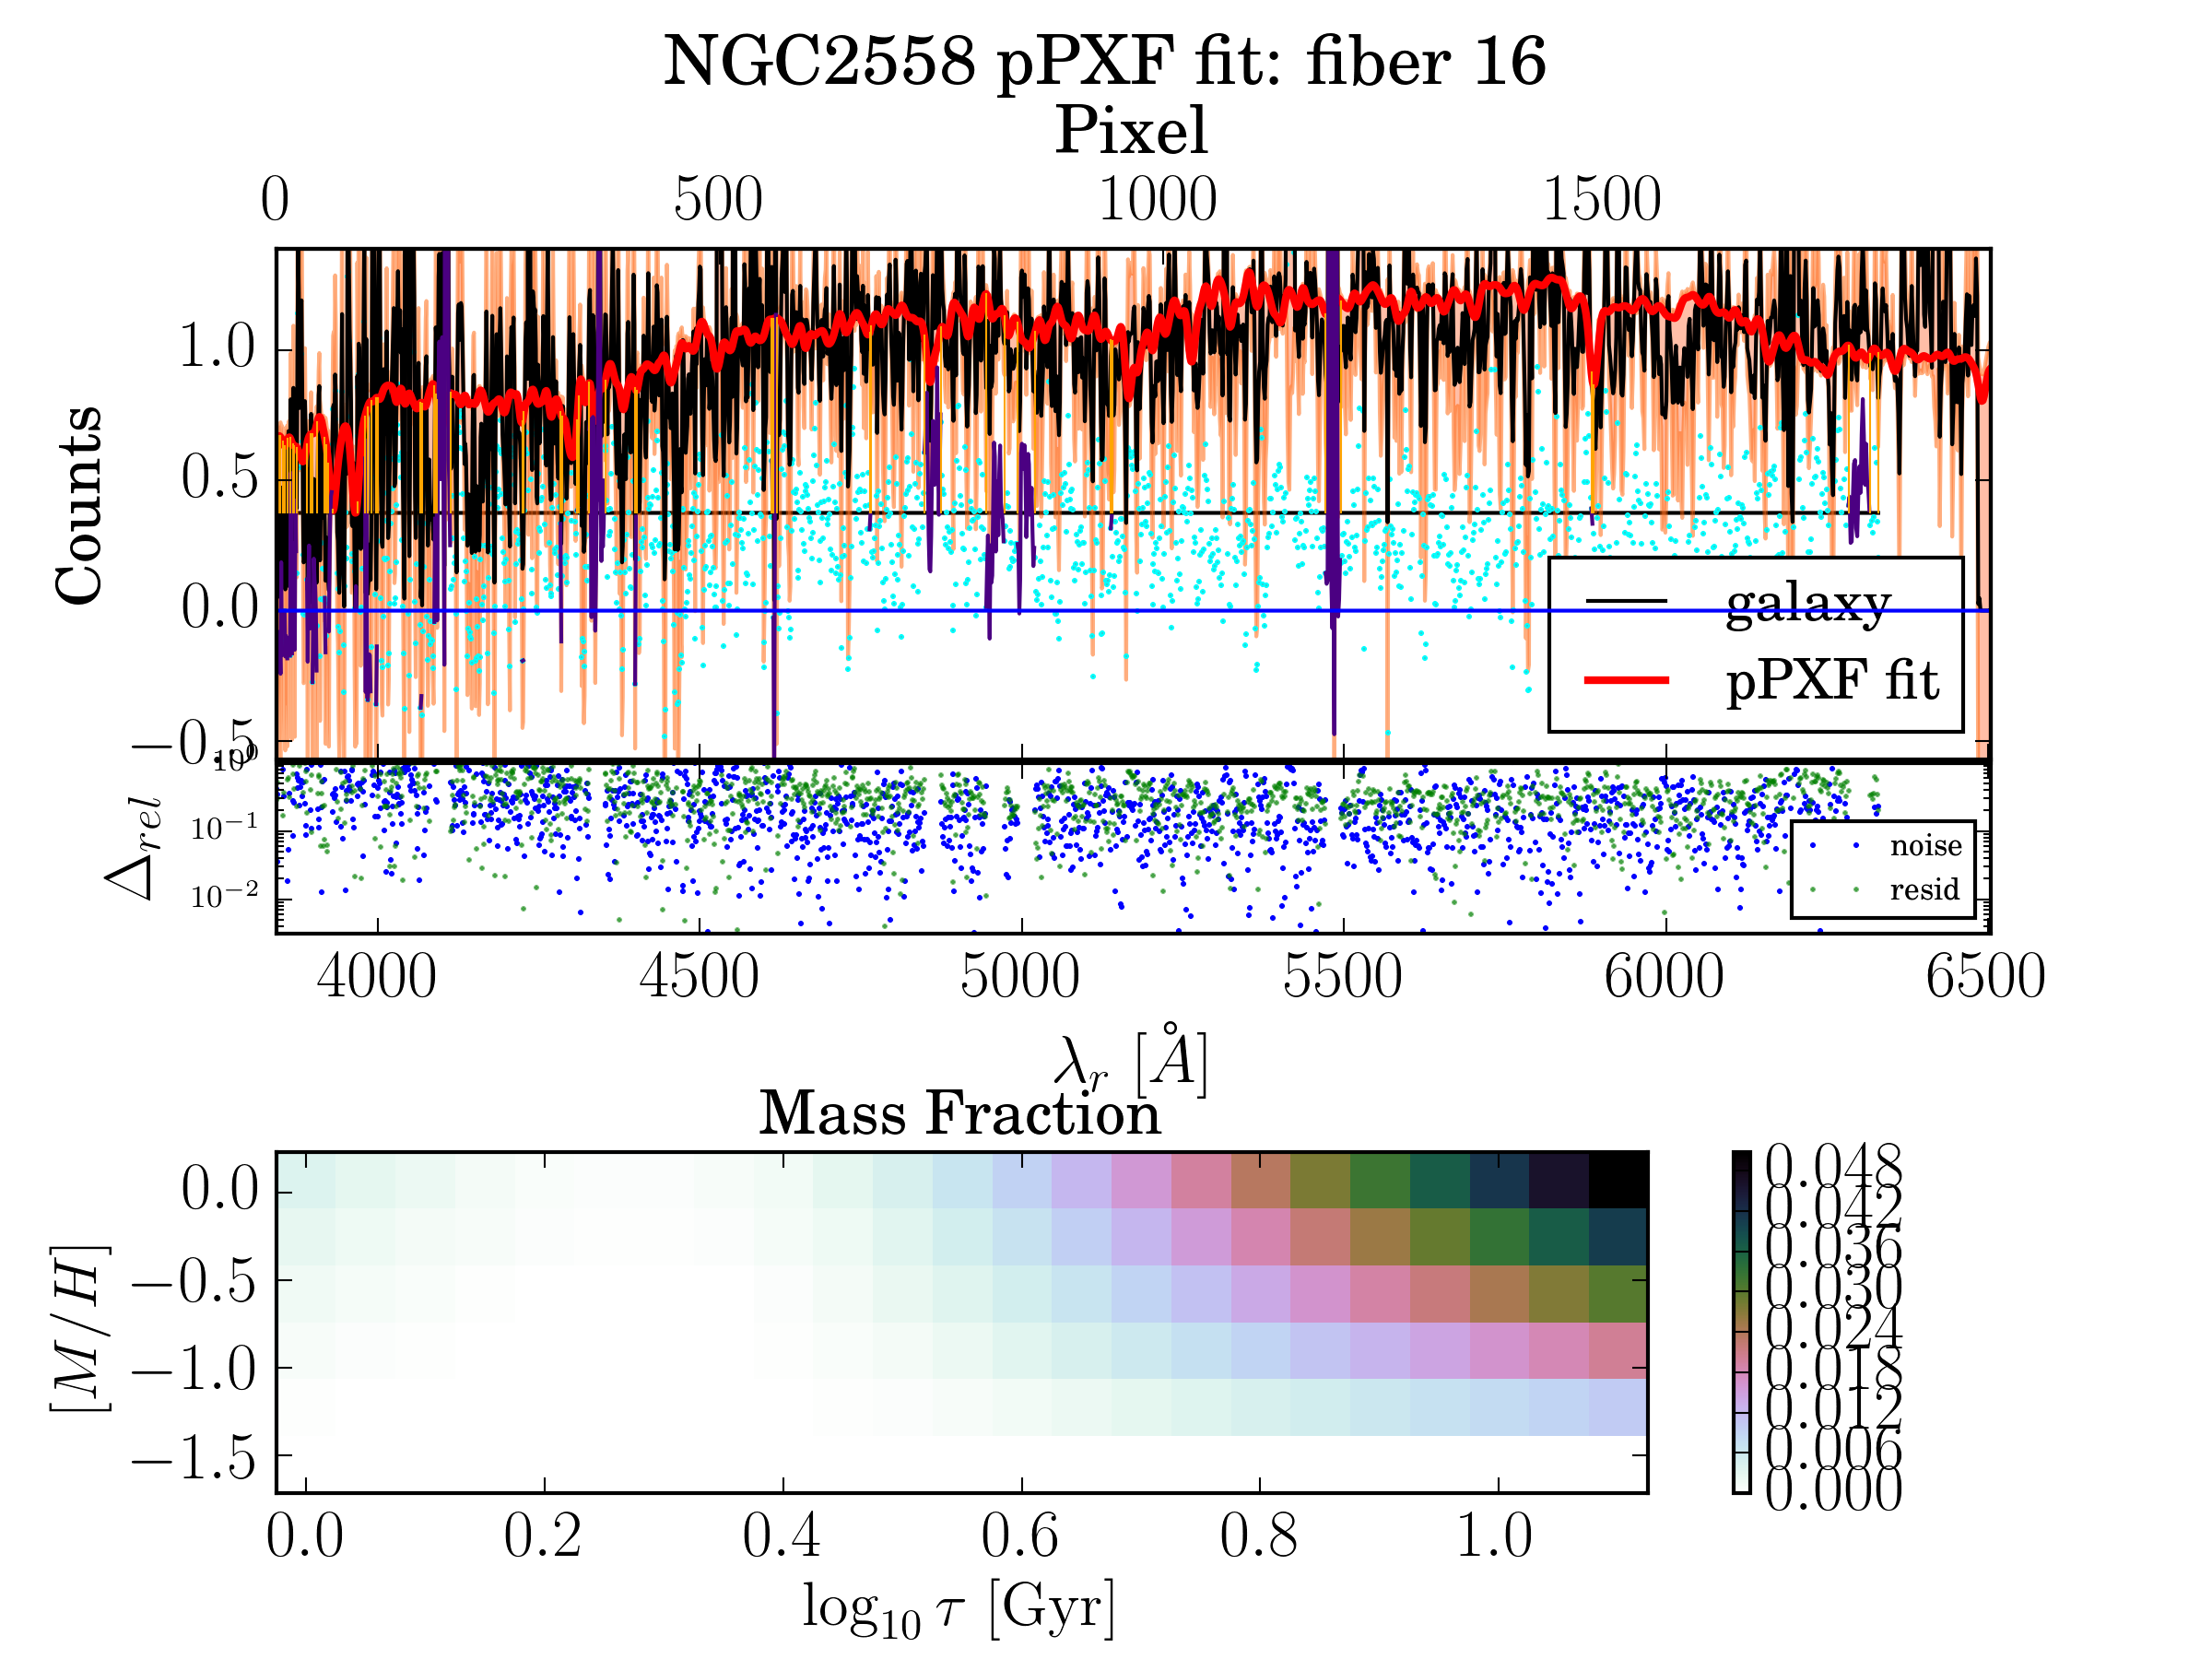 NGC2558 pPXF fit: fiber 16
Pixel
0 500 1000 1500
Counts
1.0
0.5
0.0
−0.5
galaxy
pPXF fit
Δrel
10⁰
10⁻¹
10⁻²
noise
resid
4000 4500 5000 5500 6000 6500
λr [Å]
Mass Fraction
[M/H]
0.0
−0.5
−1.0
−1.5
0.0 0.2 0.4 0.6 0.8 1.0
log₁₀ τ [Gyr]
0.048
0.042
0.036
0.030
0.024
0.018
0.012
0.006
0.000